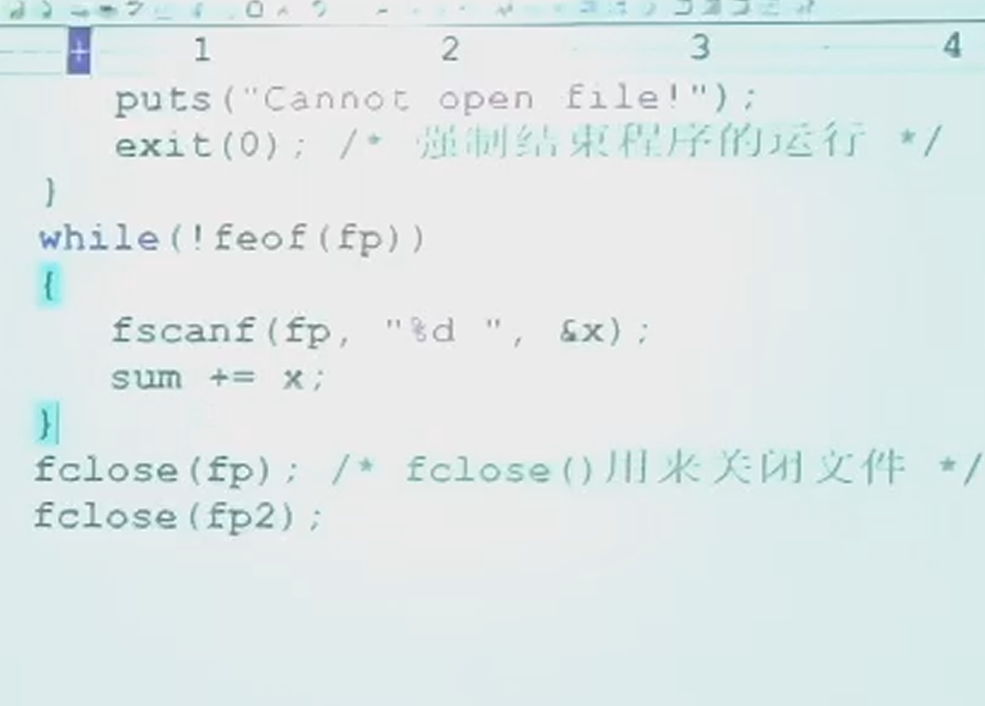 + 1 2 3 4
puts("Cannot open file!");
exit(0); /* 强制结束程序的运行 */
}
while(!feof(fp))
{
fscanf(fp, "%d ", &x);
sum += x;
}
fclose(fp); /* fclose()用来关闭文件 */
fclose(fp2);